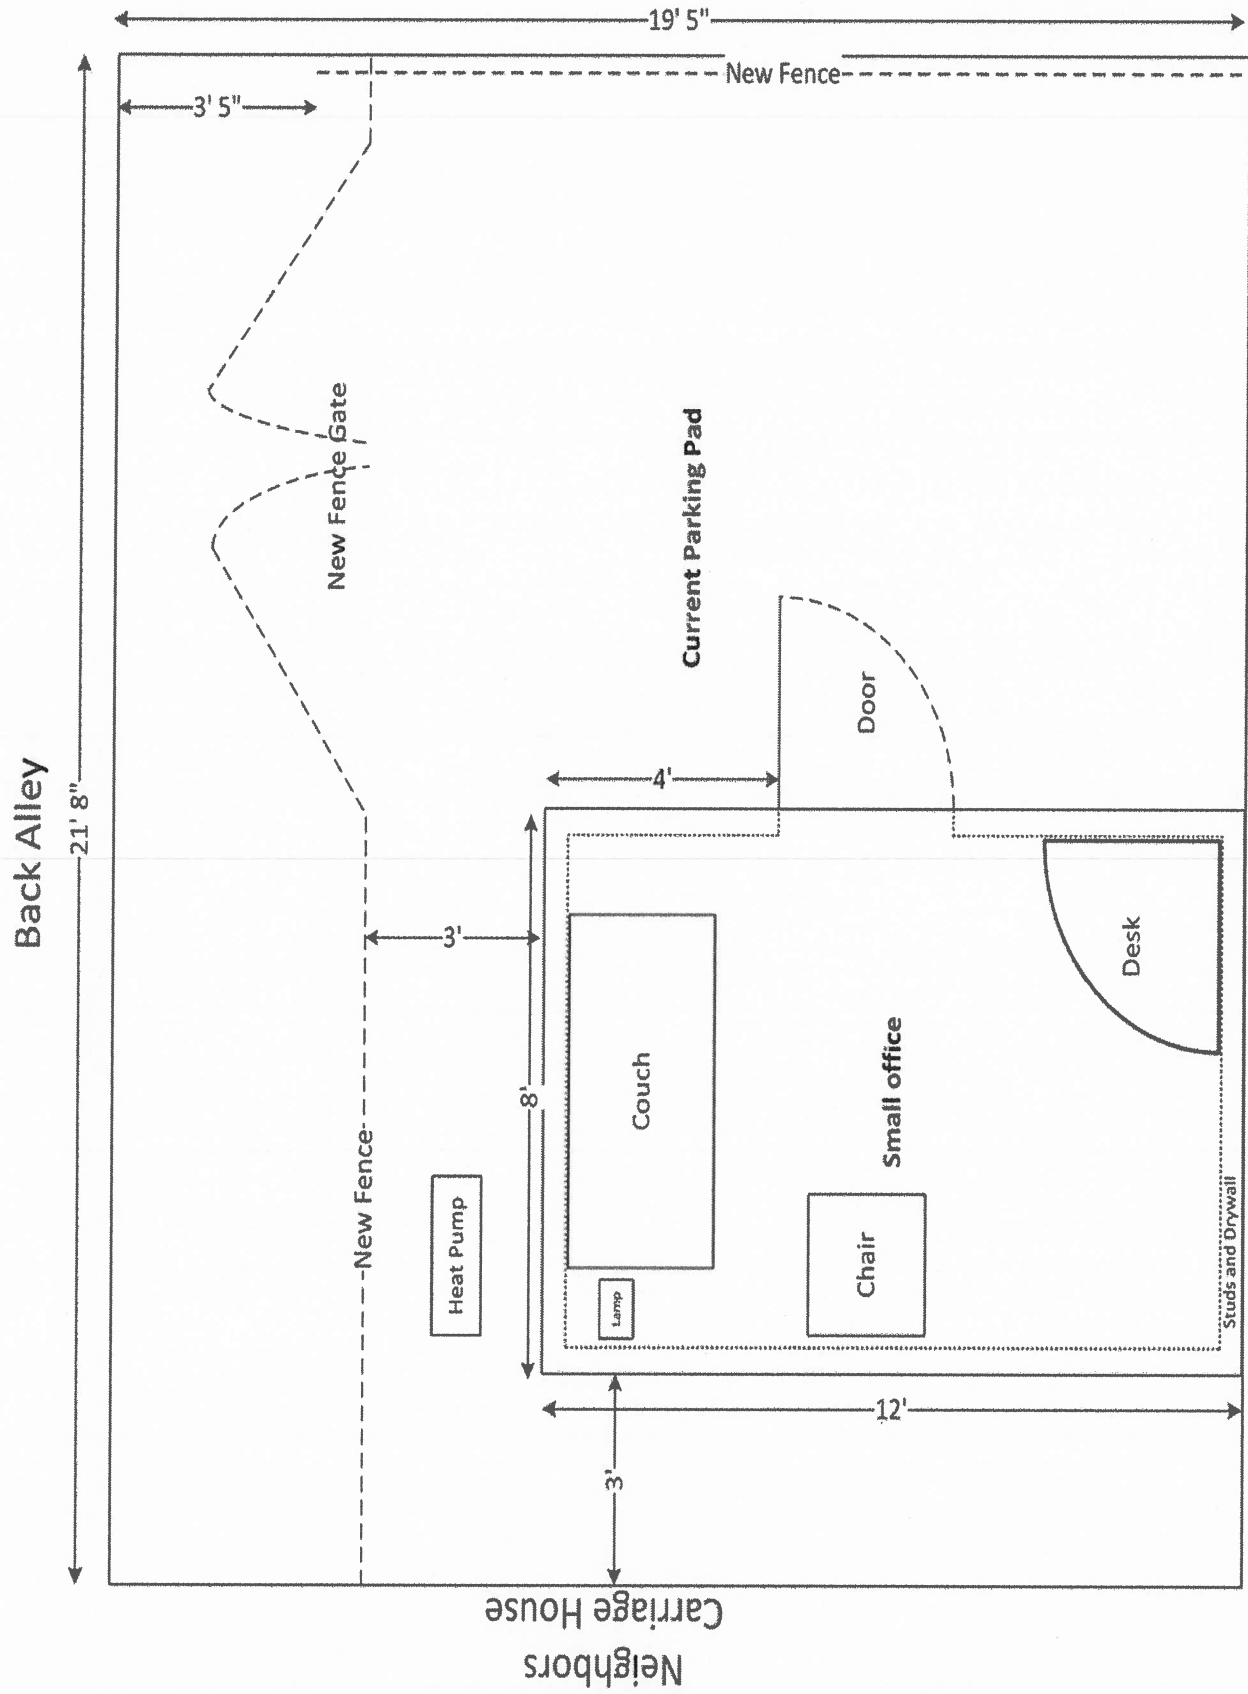 Back Alley
21' 8"
19' 5"
New Fence
3' 5"
New Fence Gate
Current Parking Pad
Door
4'
3'
8'
New Fence
Heat Pump
Couch
Lamp
Small office
Chair
Desk
Studs and Drywall
12'
3'
Neighbors
Carriage House